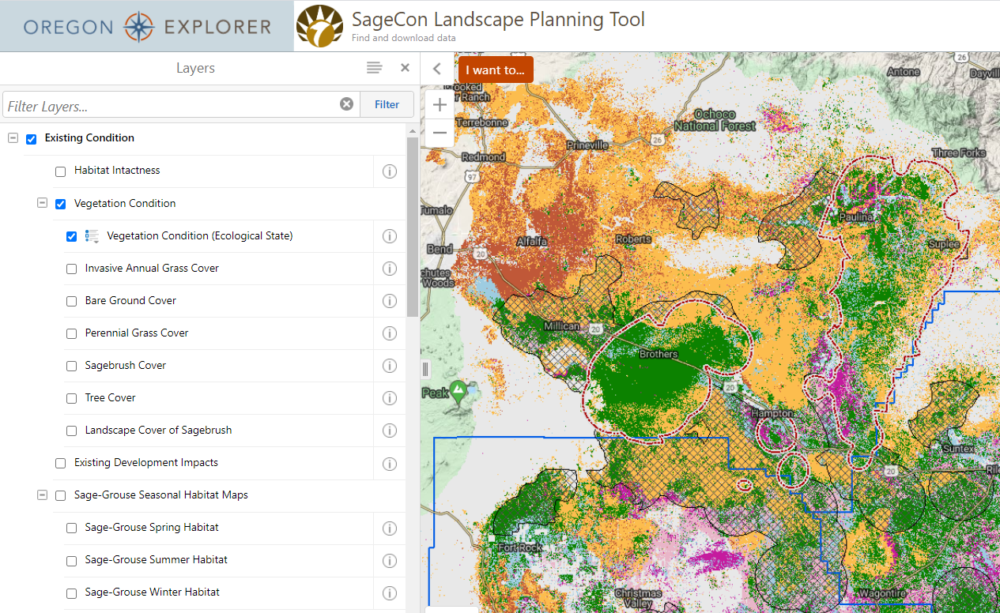 OREGON EXPLORER
SageCon Landscape Planning Tool
Find and download data
Layers
I want to...
Filter Layers...
Filter
Existing Condition
Habitat Intactness
Vegetation Condition
Vegetation Condition (Ecological State)
Invasive Annual Grass Cover
Bare Ground Cover
Perennial Grass Cover
Sagebrush Cover
Tree Cover
Landscape Cover of Sagebrush
Existing Development Impacts
Sage-Grouse Seasonal Habitat Maps
Sage-Grouse Spring Habitat
Sage-Grouse Summer Habitat
Sage-Grouse Winter Habitat
26
Antone
Dayvill
rooked
er Ranch
Terrebonne
Ochoco
National Forest
Prineville
26
Redmond
Three Forks
97
Tumalo
Paulina
Alfalfa
Roberts
Suplee
Bend
20
chutes
Woods
Millican
20
Brothers
20
Peak
Hampton
Suntex
20
Ril
Fort Rock
Christmas
Valley
Wagontire